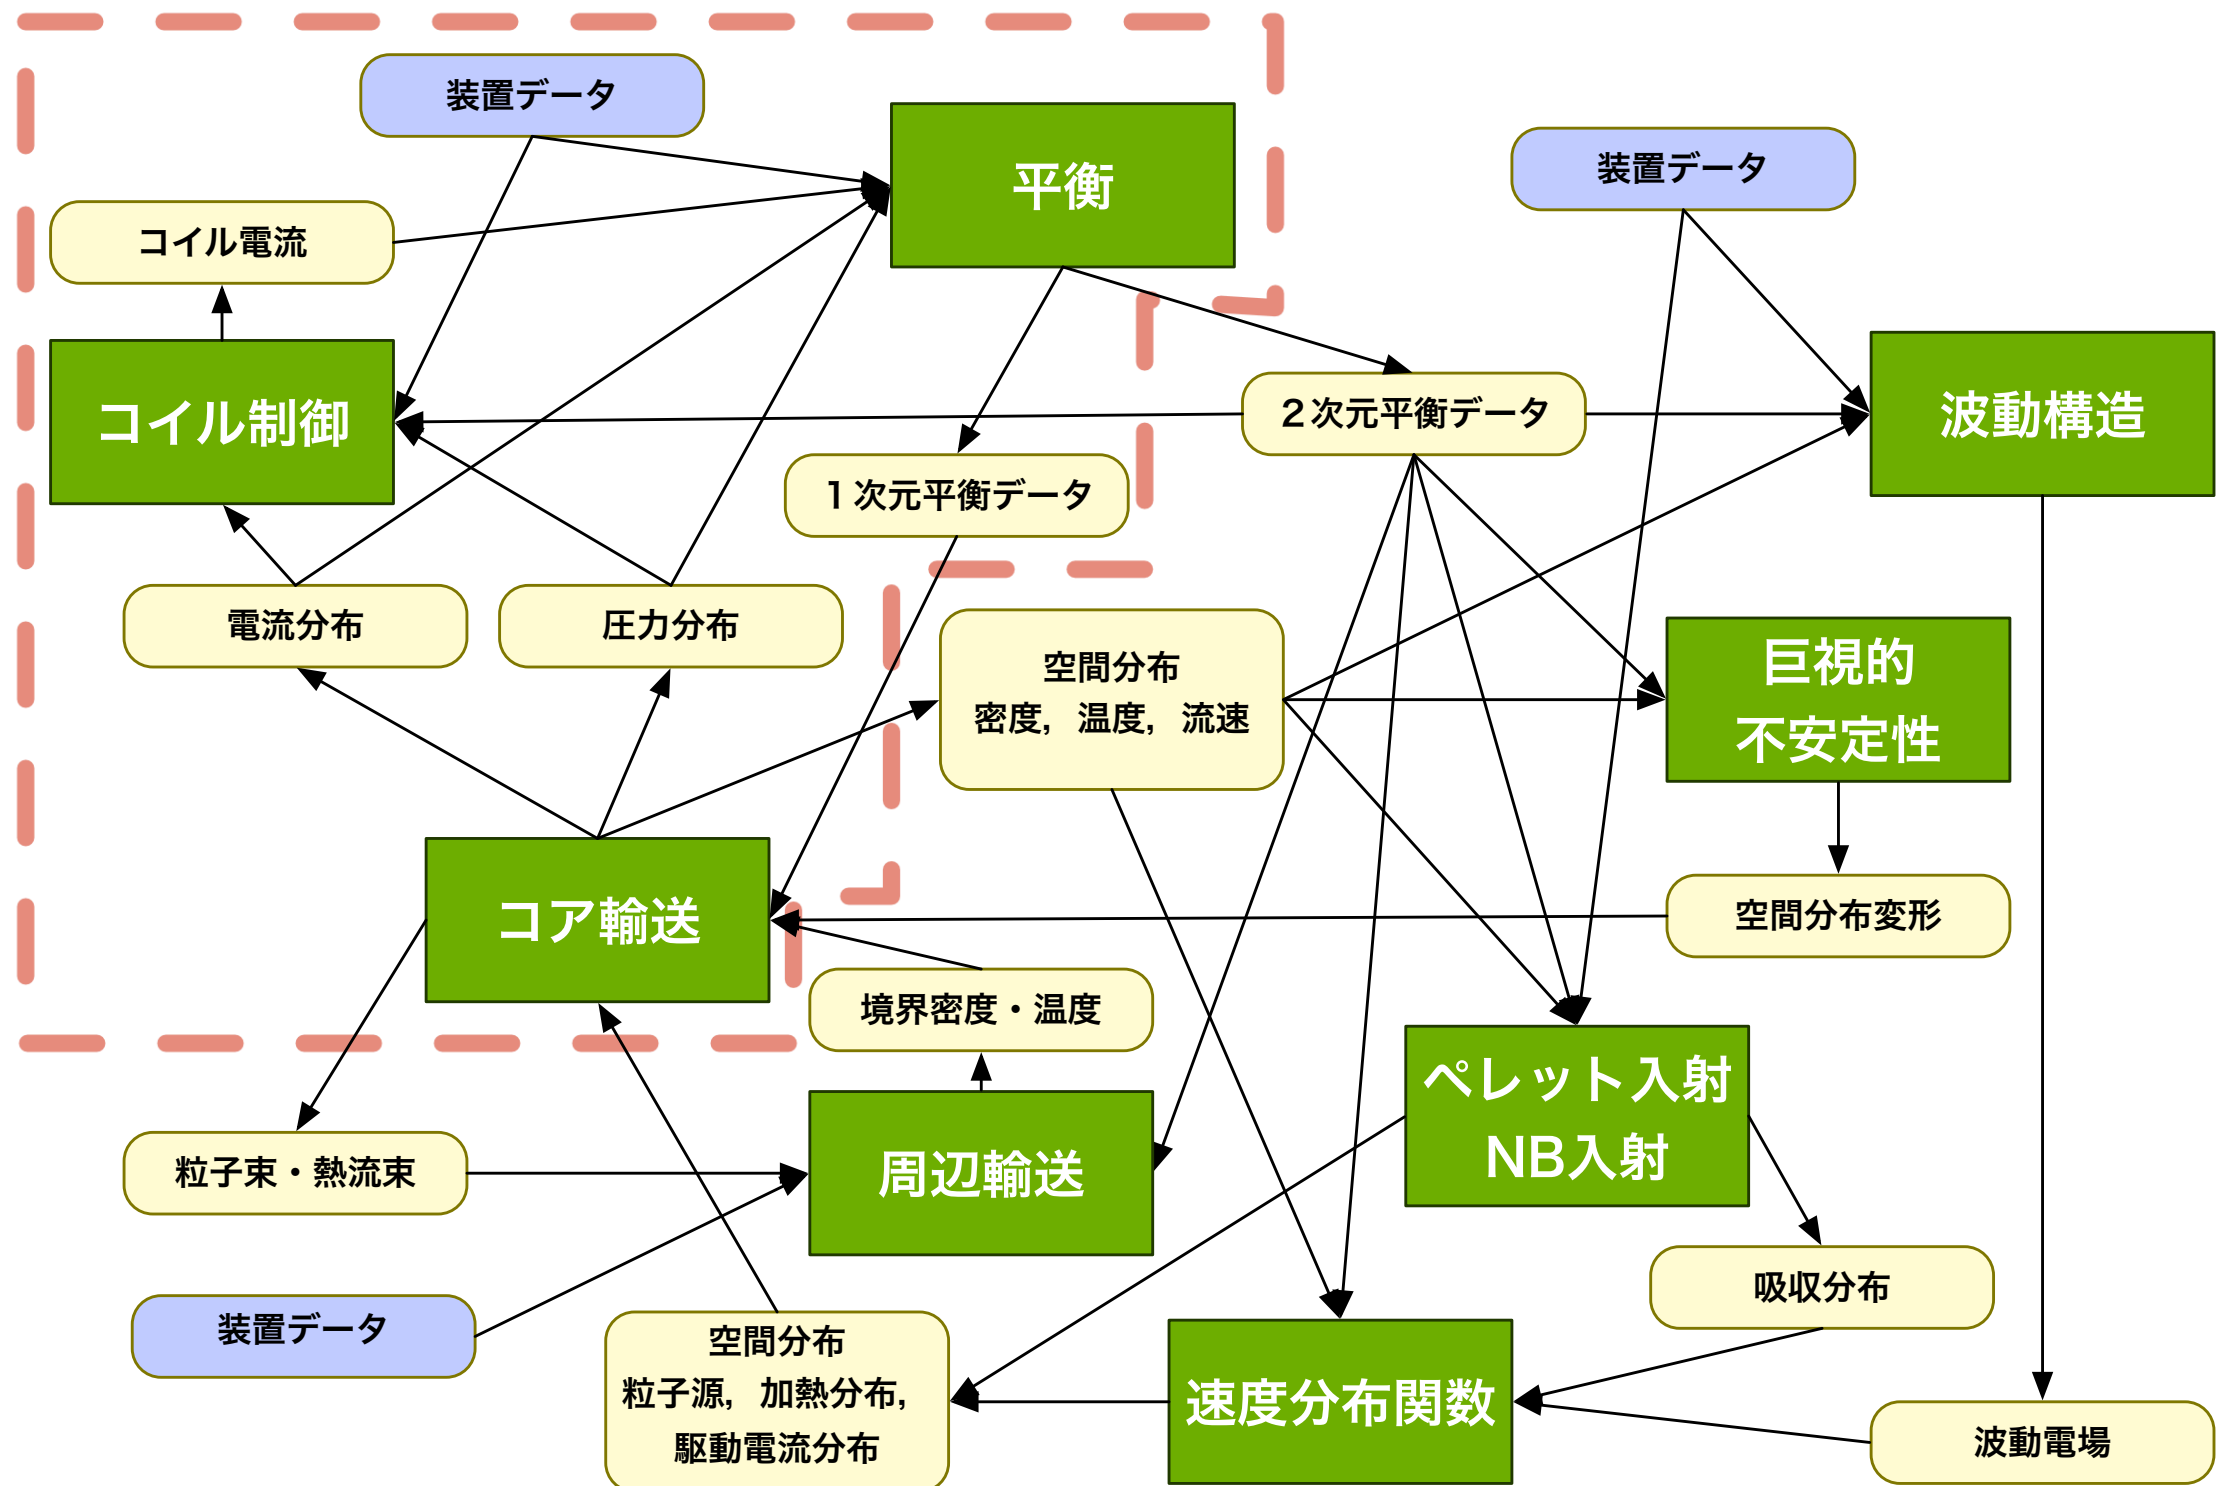 装置データ
平衡
装置データ
コイル電流
コイル制御
２次元平衡データ
波動構造
１次元平衡データ
電流分布
圧力分布
空間分布
密度，温度，流速
巨視的
不安定性
コア輸送
空間分布変形
境界密度・温度
ペレット入射
NB入射
粒子束・熱流束
周辺輸送
吸収分布
装置データ
空間分布
粒子源，加熱分布，
駆動電流分布
速度分布関数
波動電場